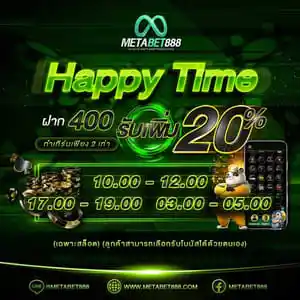 METABET888
Happy Time
ฝาก 400 รับเพิ่ม 20%
ทำเทิร์นเพียง 2 เท่า
10.00 - 12.00
17.00 - 19.00 03.00 - 05.00
(เฉพาะสล็อต) (ลูกค้าสามารถเลือกรับโบนัสได้ด้วยตนเอง)
@METABET888 WWW.METABET888.COM @METABET888